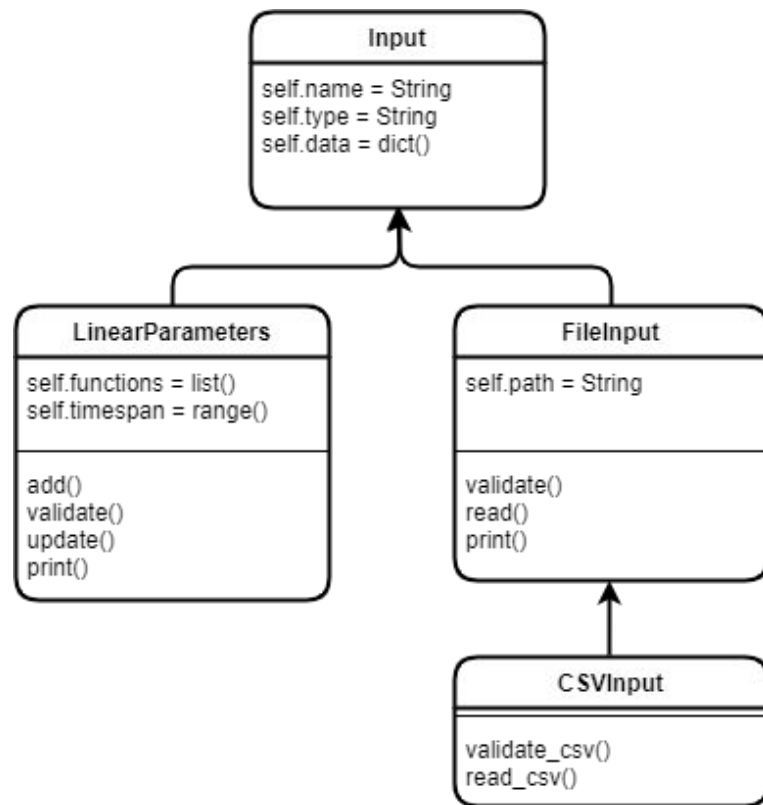 Input
self.name = String
self.type = String
self.data = dict()
LinearParameters
self.functions = list()
self.timespan = range()
add()
validate()
update()
print()
FileInput
self.path = String
validate()
read()
print()
CSVInput
validate_csv()
read_csv()